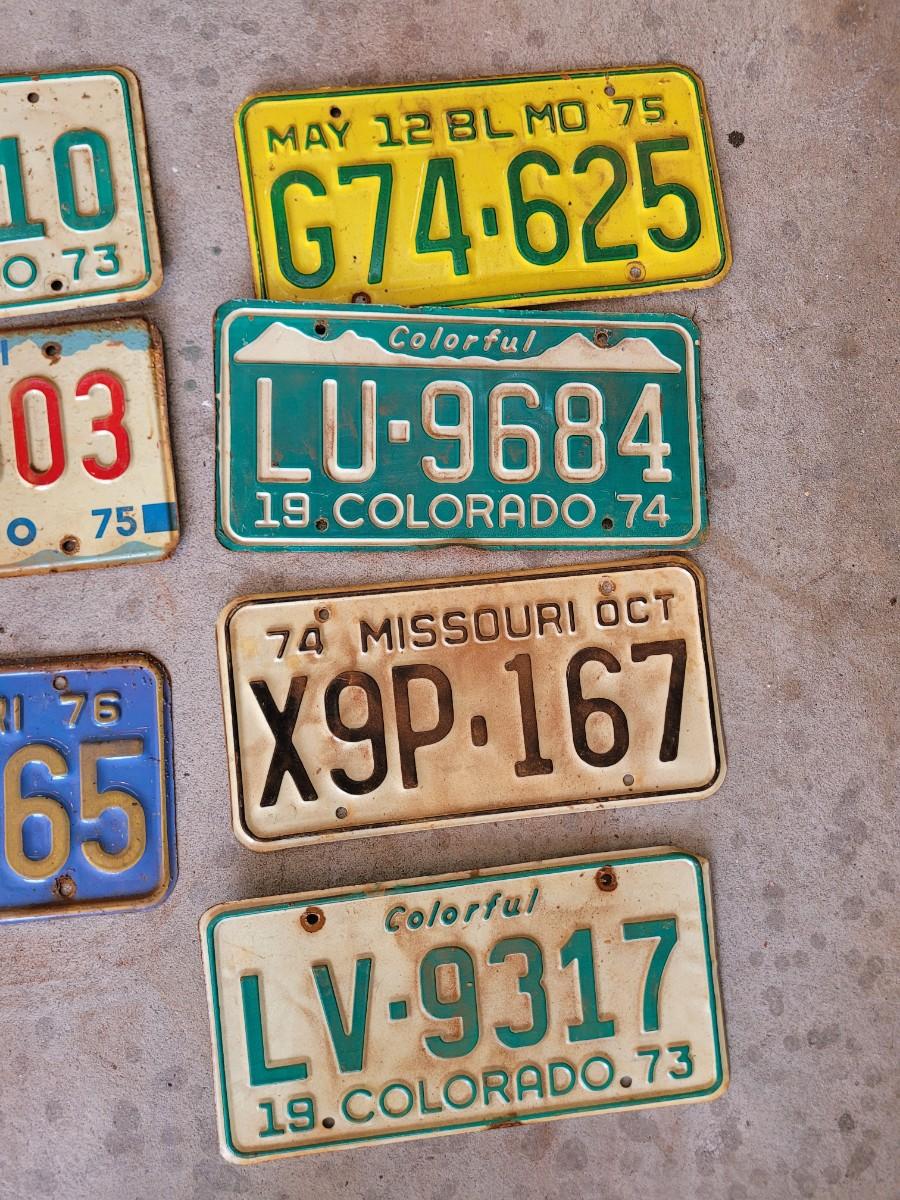 10
O 73
03
O 75
RI 76
65
MAY 12 BL MO 75
G74·625
Colorful
LU·9684
19 COLORADO 74
74 MISSOURI OCT
X9P·167
Colorful
LV·9317
19 COLORADO 73